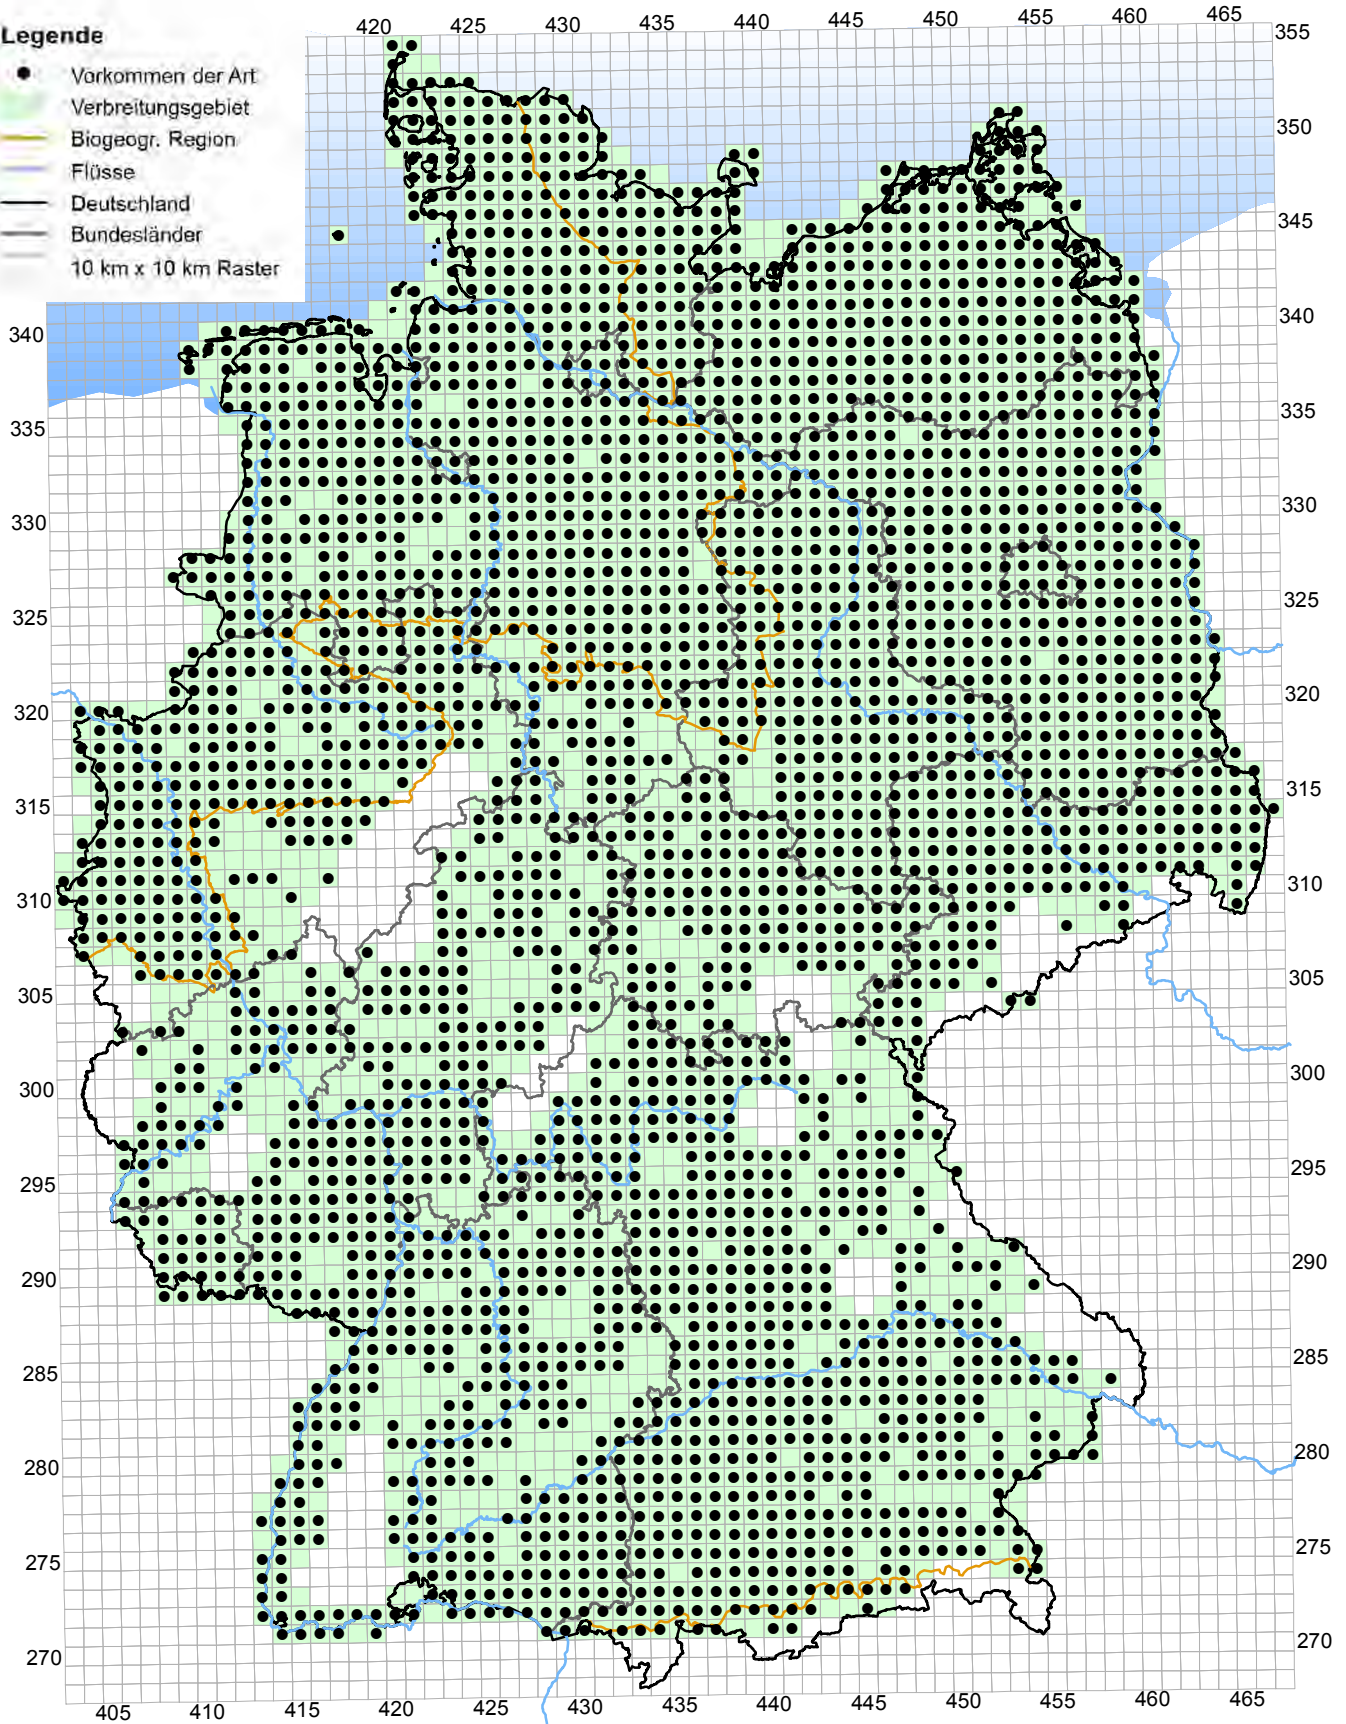 Legende
Vorkommen der Art
Verbreitungsgebiet
Biogeogr. Region
Flüsse
Deutschland
Bundesländer
10 km x 10 km Raster
420 425 430 435 440 445 450 455 460 465
355
350
345
340 340
335 335
330 330
325 325
320 320
315 315
310 310
305 305
300 300
295 295
290 290
285 285
280 280
275 275
270 270
405 410 415 420 425 430 435 440 445 450 455 460 465